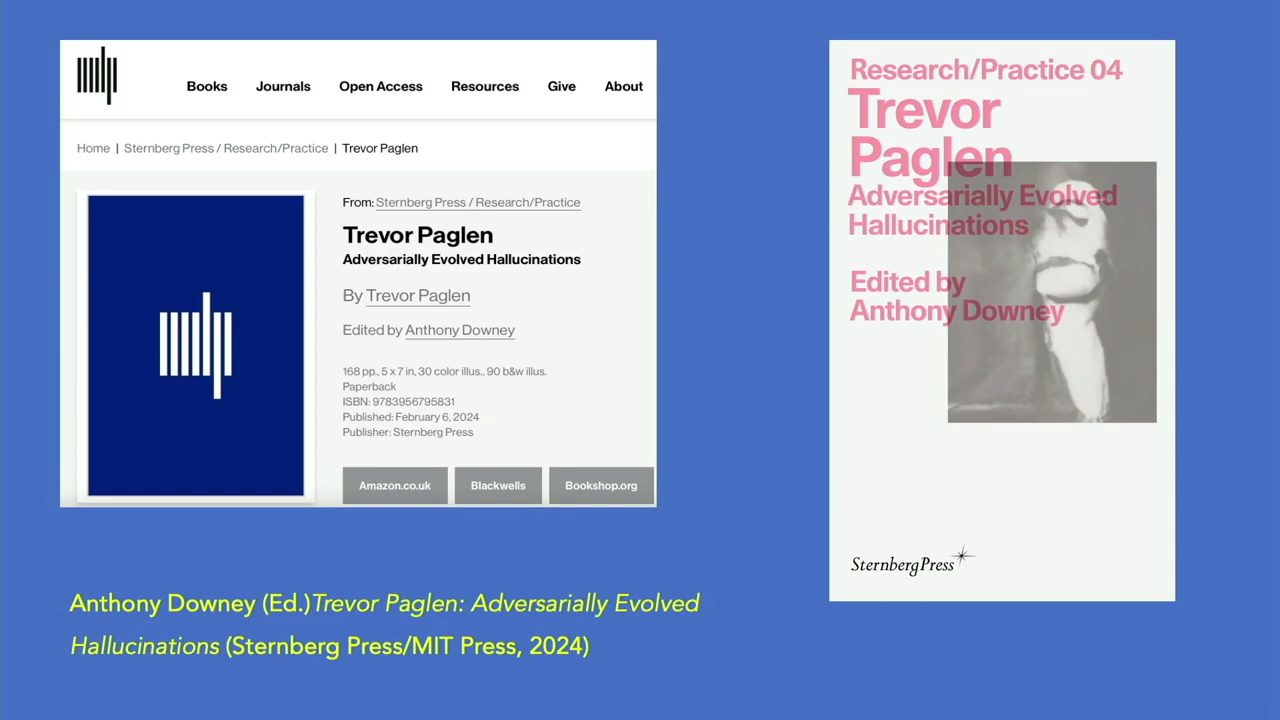 Books Journals Open Access Resources Give About
Home | Sternberg Press / Research/Practice | Trevor Paglen
From: Sternberg Press / Research/Practice
Trevor Paglen
Adversarially Evolved Hallucinations
By Trevor Paglen
Edited by Anthony Downey
168 pp., 5 x 7 in, 30 color illus., 90 b&w illus.
Paperback
ISBN: 9783956795831
Published: February 6, 2024
Publisher: Sternberg Press
Amazon.co.uk Blackwells Bookshop.org
Research/Practice 04
Trevor
Paglen
Adversarially Evolved
Hallucinations
Edited by
Anthony Downey
SternbergPress
Anthony Downey (Ed.)Trevor Paglen: Adversarially Evolved
Hallucinations (Sternberg Press/MIT Press, 2024)